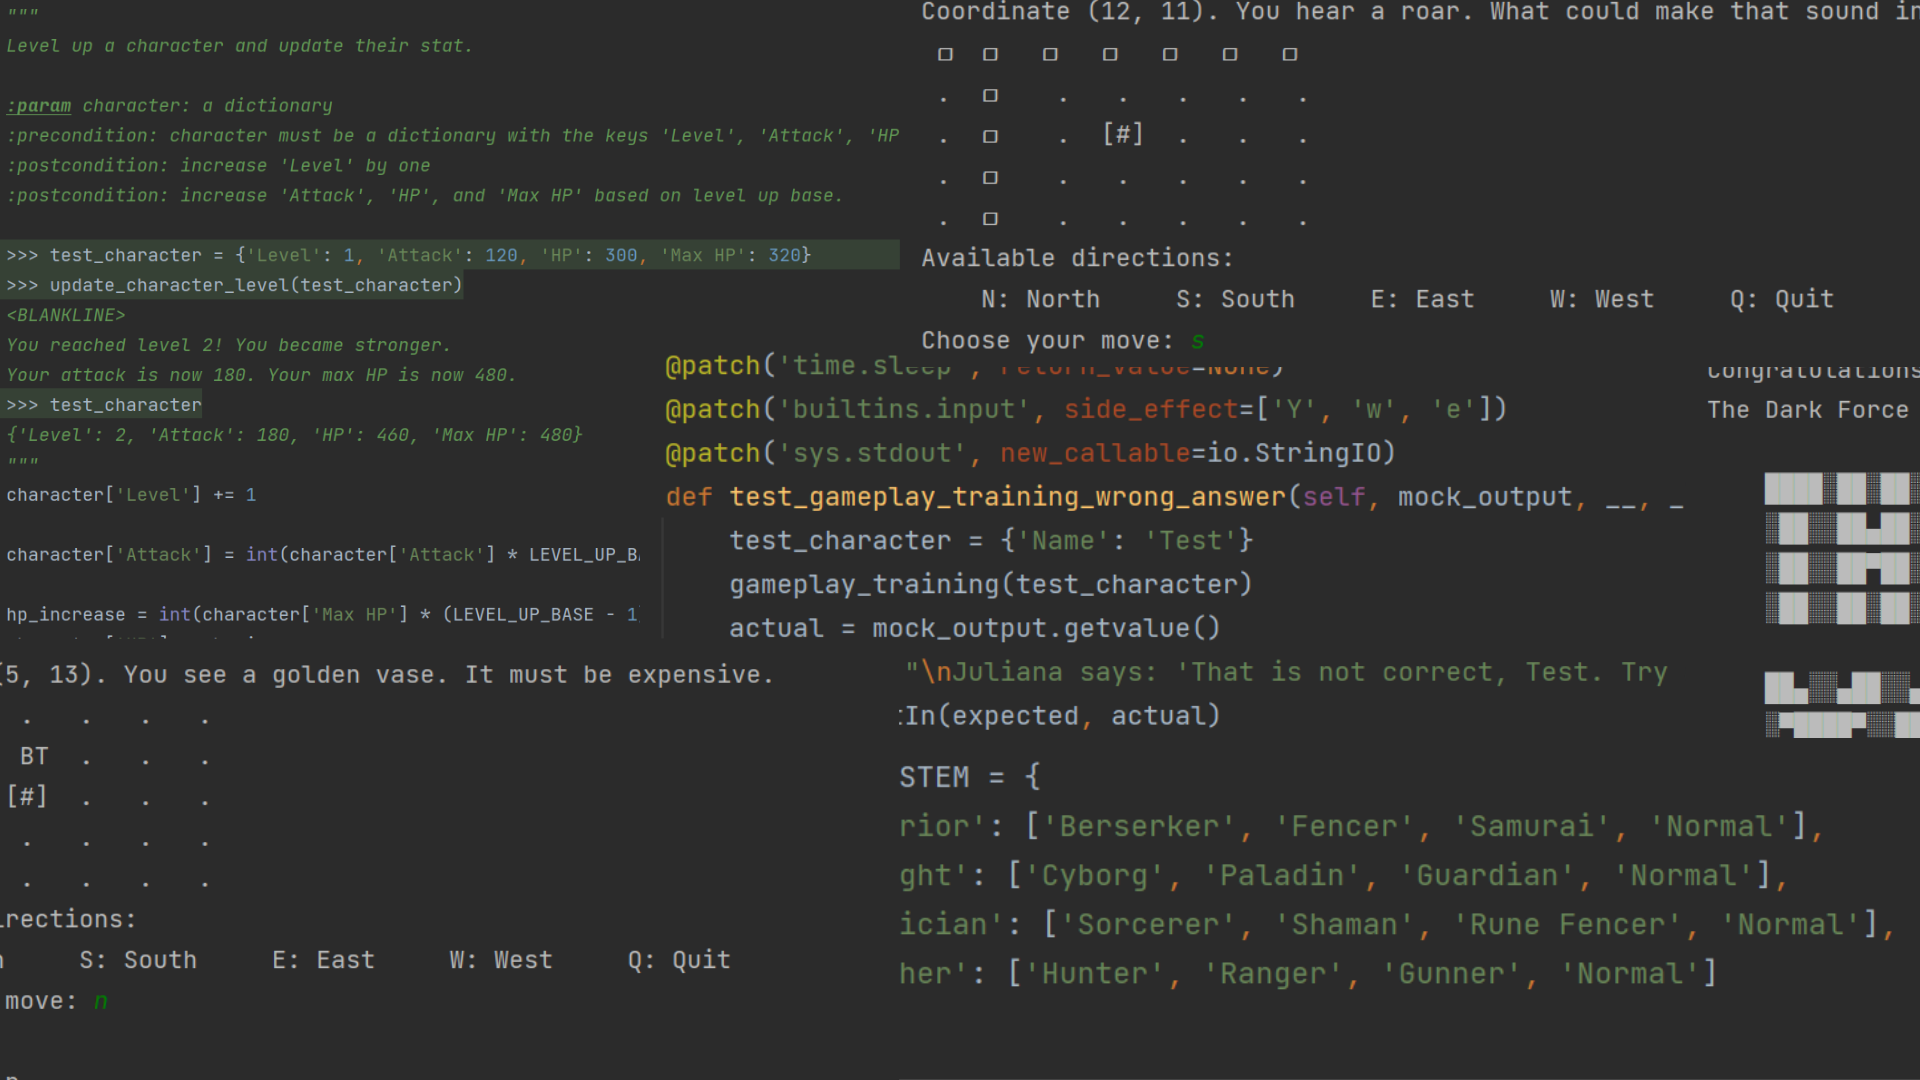 """
Level up a character and update their stat.
:param character: a dictionary
:precondition: character must be a dictionary with the keys 'Level', 'Attack', 'HP
:postcondition: increase 'Level' by one
:postcondition: increase 'Attack', 'HP', and 'Max HP' based on level up base.
>>> test_character = {'Level': 1, 'Attack': 120, 'HP': 300, 'Max HP': 320}
>>> update_character_level(test_character)
<BLANKLINE>
You reached level 2! You became stronger.
Your attack is now 180. Your max HP is now 480.
>>> test_character
{'Level': 2, 'Attack': 180, 'HP': 460, 'Max HP': 480}
"""
character['Level'] += 1
character['Attack'] = int(character['Attack'] * LEVEL_UP_BA
hp_increase = int(character['Max HP'] * (LEVEL_UP_BASE - 1
Coordinate (12, 11). You hear a roar. What could make that sound in
□ □ □ □ □ □ □
. □ . . . . .
. □ . [#] . . .
. □ . . . . .
. □ . . . . .
Available directions:
N: North S: South E: East W: West Q: Quit
Choose your move: s
@patch('time.sleep', return_value=None)
@patch('builtins.input', side_effect=['Y', 'w', 'e'])
@patch('sys.stdout', new_callable=io.StringIO)
def test_gameplay_training_wrong_answer(self, mock_output, __, _
test_character = {'Name': 'Test'}
gameplay_training(test_character)
actual = mock_output.getvalue()
"\nJuliana says: 'That is not correct, Test. Try
tIn(expected, actual)
Congratulations
The Dark Force
(5, 13). You see a golden vase. It must be expensive.
. . . .
BT . . .
[#] . . .
. . . .
. . . .
irections:
S: South E: East W: West Q: Quit
move: n
STEM = {
rior': ['Berserker', 'Fencer', 'Samurai', 'Normal'],
ght': ['Cyborg', 'Paladin', 'Guardian', 'Normal'],
ician': ['Sorcerer', 'Shaman', 'Rune Fencer', 'Normal'],
her': ['Hunter', 'Ranger', 'Gunner', 'Normal']